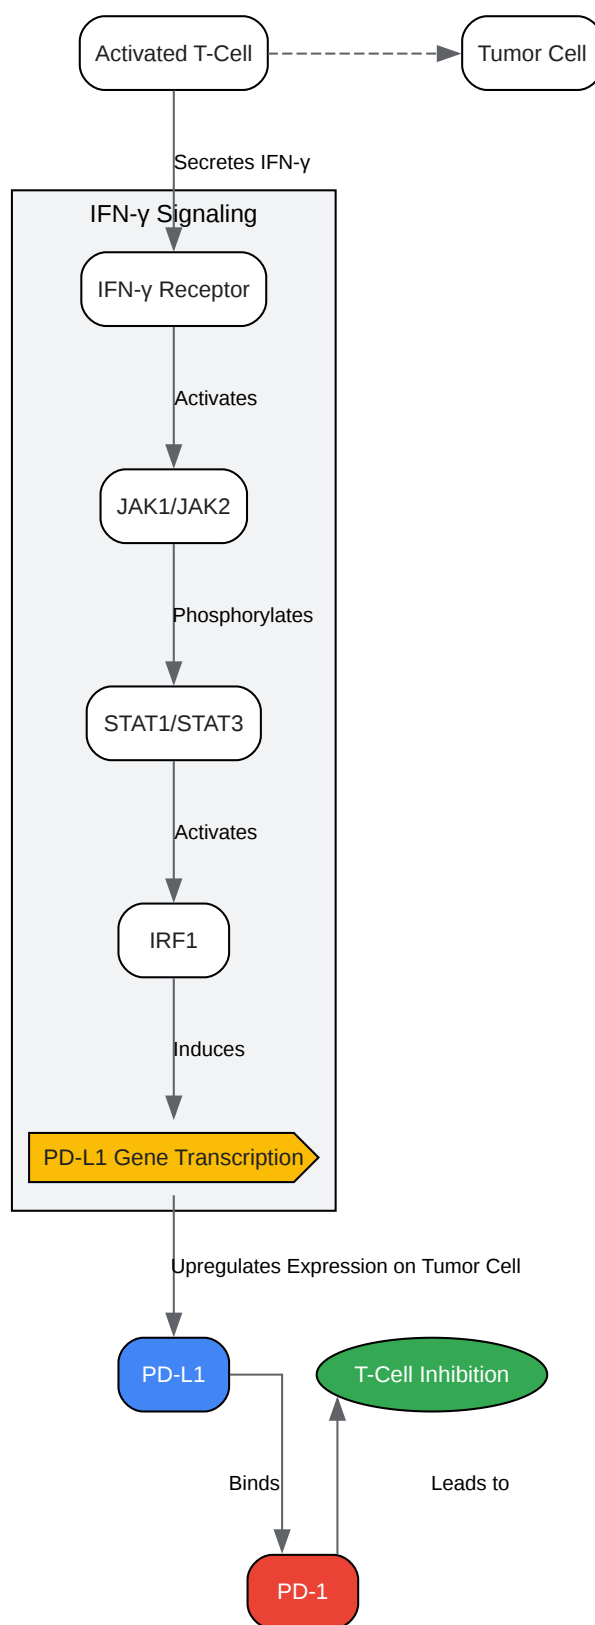 Activated T-Cell
Tumor Cell
Secretes IFN-γ
IFN-γ Signaling
IFN-γ Receptor
Activates
JAK1/JAK2
Phosphorylates
STAT1/STAT3
Activates
IRF1
Induces
PD-L1 Gene Transcription
Upregulates Expression on Tumor Cell
PD-L1
T-Cell Inhibition
Binds
Leads to
PD-1